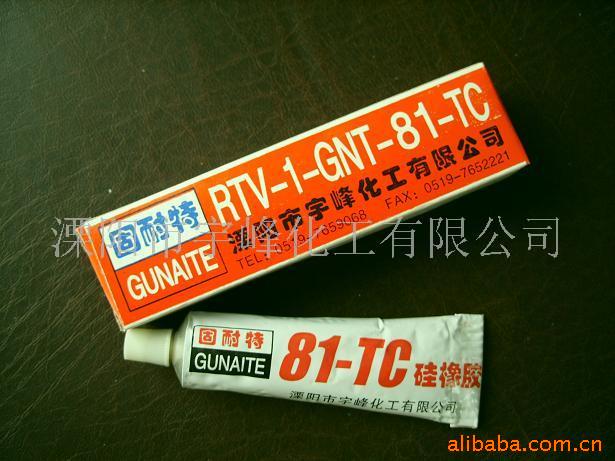 RTV-1-GNT-81-TC
固耐特
GUNAITE
溧阳市宇峰化工有限公司
FAX: 0519-7652221
溧阳市宇峰化工有限公司
固耐特
GUNAITE
81-TC 硅橡胶
溧阳市宇峰化工有限公司
alibaba.com.cn